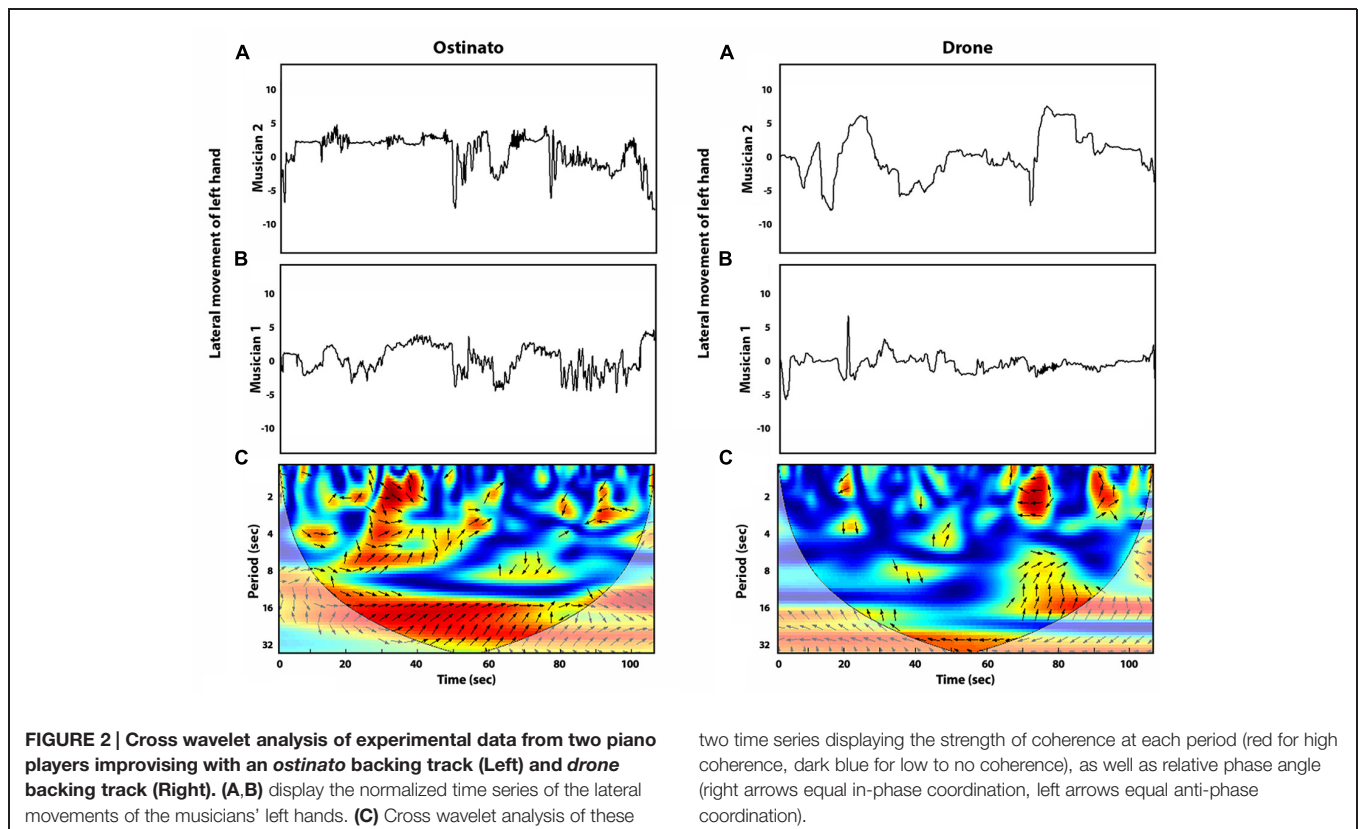 Ostinato
A
10
5
0
-5
-10
Musician 2
Lateral movement of left hand
B
10
5
0
-5
-10
Musician 1
C
2
4
8
16
32
Period (sec)
0 20 40 60 80 100
Time (sec)
Drone
A
10
5
0
-5
-10
Musician 2
Lateral movement of left hand
B
10
5
0
-5
-10
Musician 1
C
2
4
8
16
32
Period (sec)
0 20 40 60 80 100
Time (sec)
FIGURE 2 | Cross wavelet analysis of experimental data from two piano
players improvising with an ostinato backing track (Left) and drone
backing track (Right). (A,B) display the normalized time series of the lateral
movements of the musicians' left hands. (C) Cross wavelet analysis of these
two time series displaying the strength of coherence at each period (red for high
coherence, dark blue for low to no coherence), as well as relative phase angle
(right arrows equal in-phase coordination, left arrows equal anti-phase
coordination).